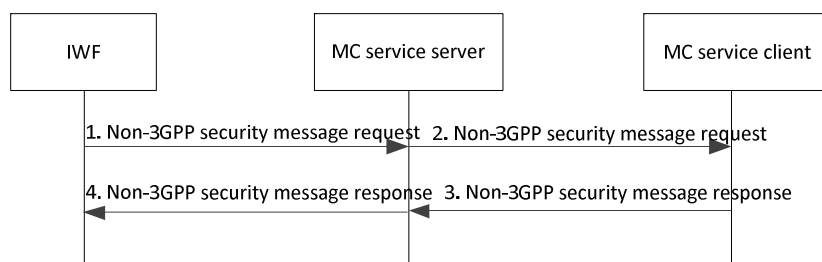 IWF
MC service server
MC service client
1. Non-3GPP security message request
2. Non-3GPP security message request
4. Non-3GPP security message response
3. Non-3GPP security message response